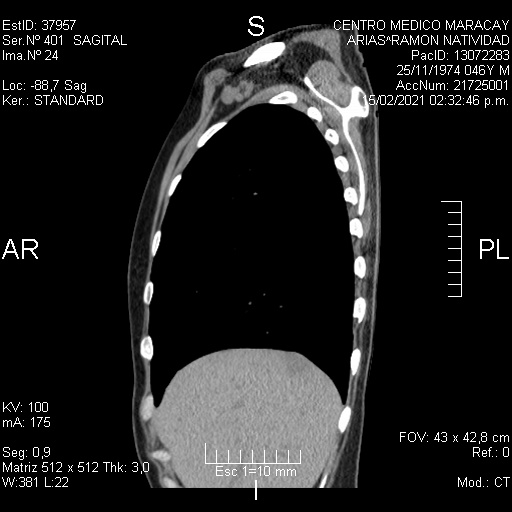 EstID: 37957
Ser.Nº 401 SAGITAL
Ima.Nº 24
Loc: -88,7 Sag
Ker.: STANDARD
S
CENTRO MEDICO MARACAY
ARIAS^RAMON NATIVIDAD
PacID: 13072283
25/11/1974 046Y M
AccNum: 21725001
15/02/2021 02:32:46 p.m.
AR
PL
KV: 100
mA: 175
Seg: 0,9
Matriz 512 x 512 Thk: 3,0
W:381 L:22
Esc 1=10 mm
I
FOV: 43 x 42,8 cm
Ref.: 0
Mod.: CT